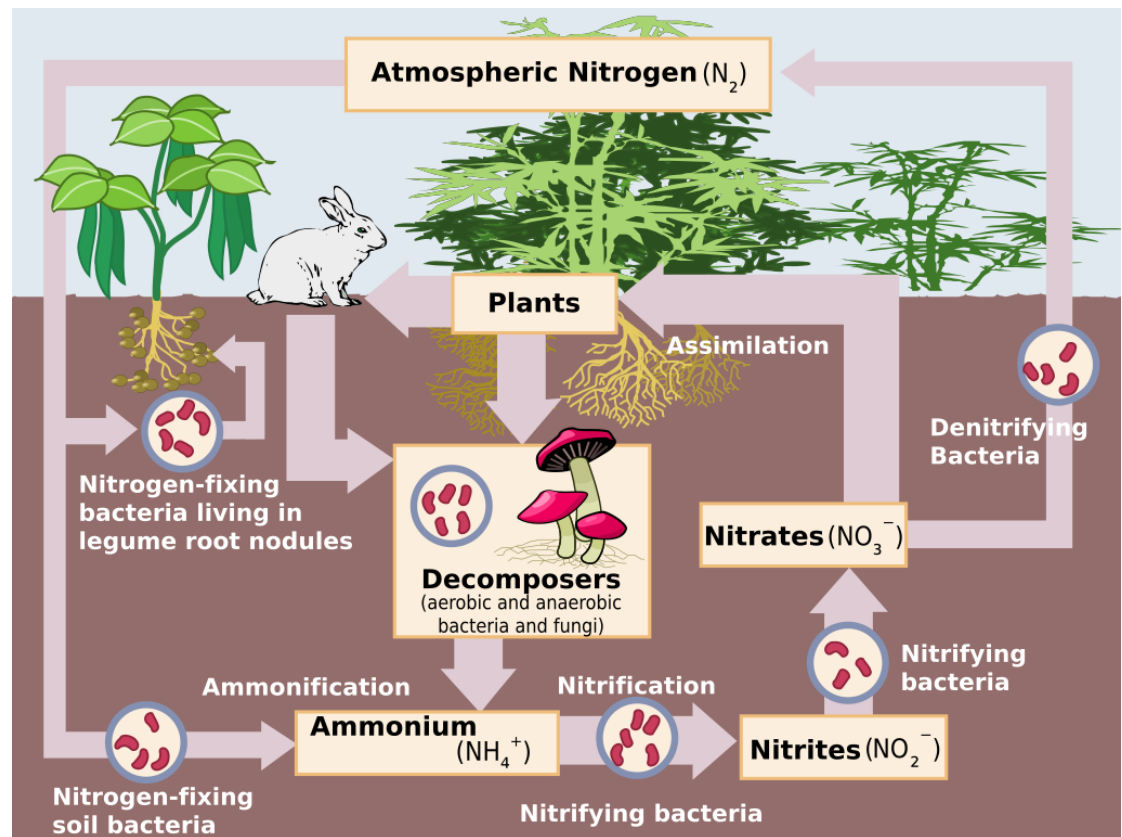 Atmospheric Nitrogen (N₂)
Plants
Assimilation
Denitrifying
Bacteria
Nitrogen-fixing
bacteria living in
legume root nodules
Nitrates (NO₃⁻)
Decomposers
(aerobic and anaerobic
bacteria and fungi)
Nitrifying
bacteria
Ammonification
Nitrification
Ammonium
(NH₄⁺)
Nitrites (NO₂⁻)
Nitrogen-fixing
soil bacteria
Nitrifying bacteria